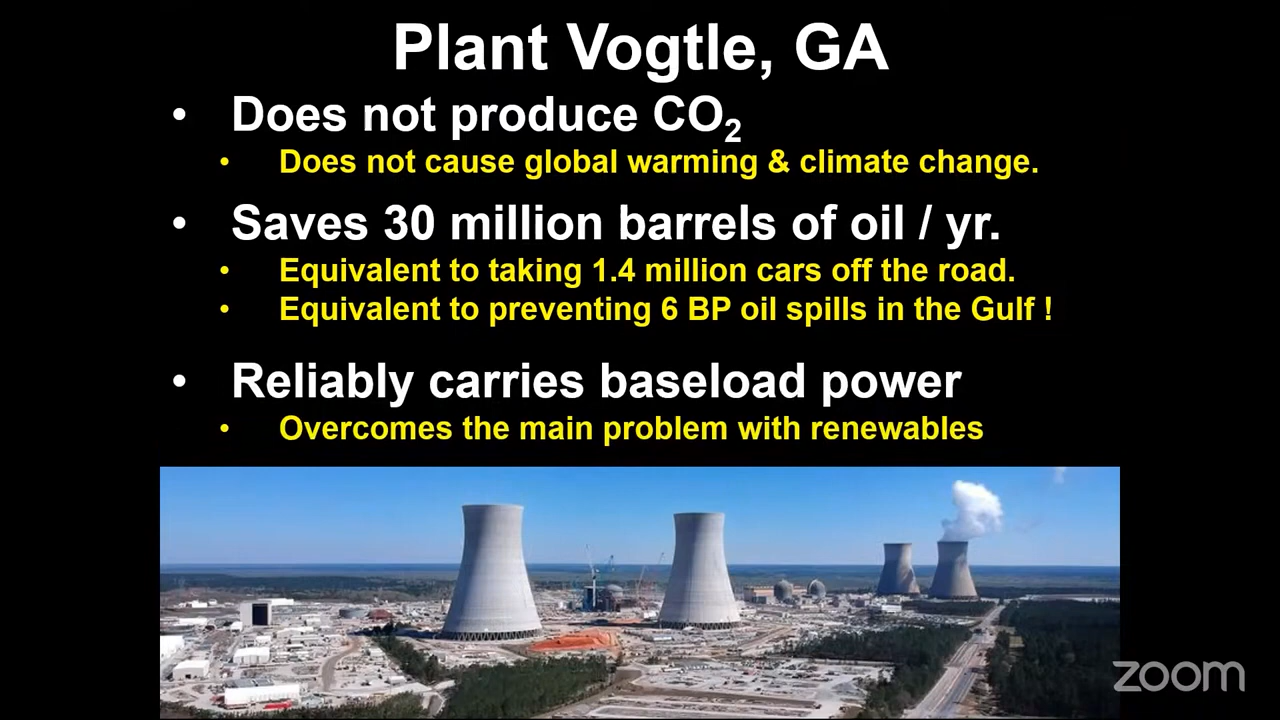 Plant Vogtle, GA
• Does not produce CO₂
• Does not cause global warming & climate change.
• Saves 30 million barrels of oil / yr.
• Equivalent to taking 1.4 million cars off the road.
• Equivalent to preventing 6 BP oil spills in the Gulf !
• Reliably carries baseload power
• Overcomes the main problem with renewables
zoom